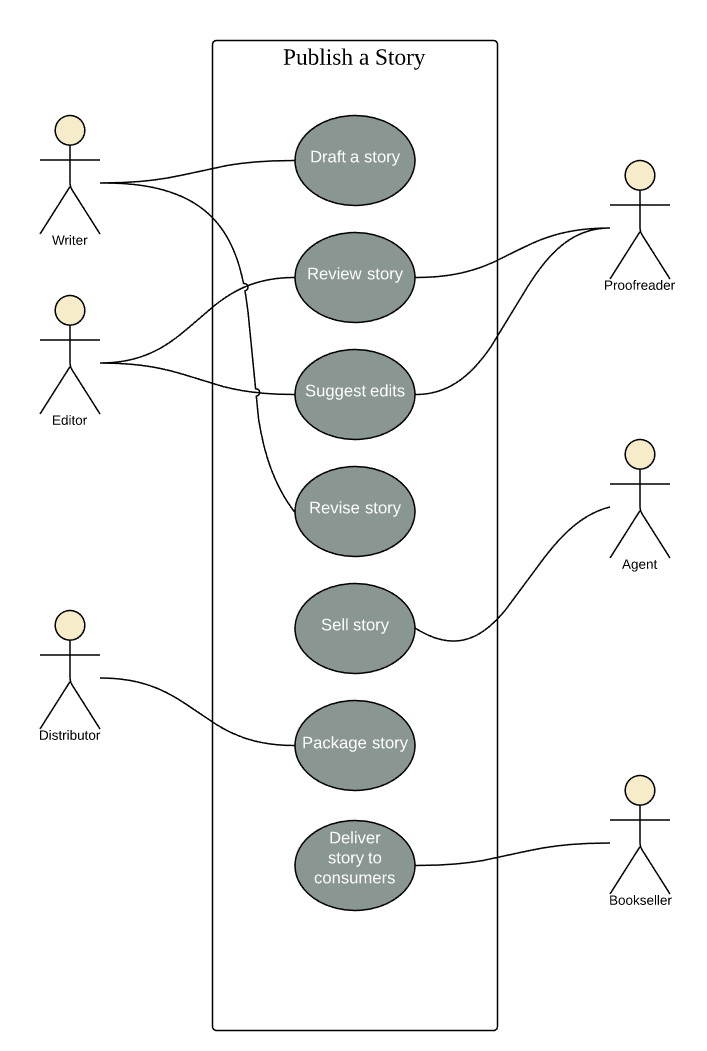 Publish a Story
Draft a story
Writer
Review story
Proofreader
Suggest edits
Editor
Revise story
Agent
Sell story
Distributor
Package story
Deliver
story to
consumers
Bookseller